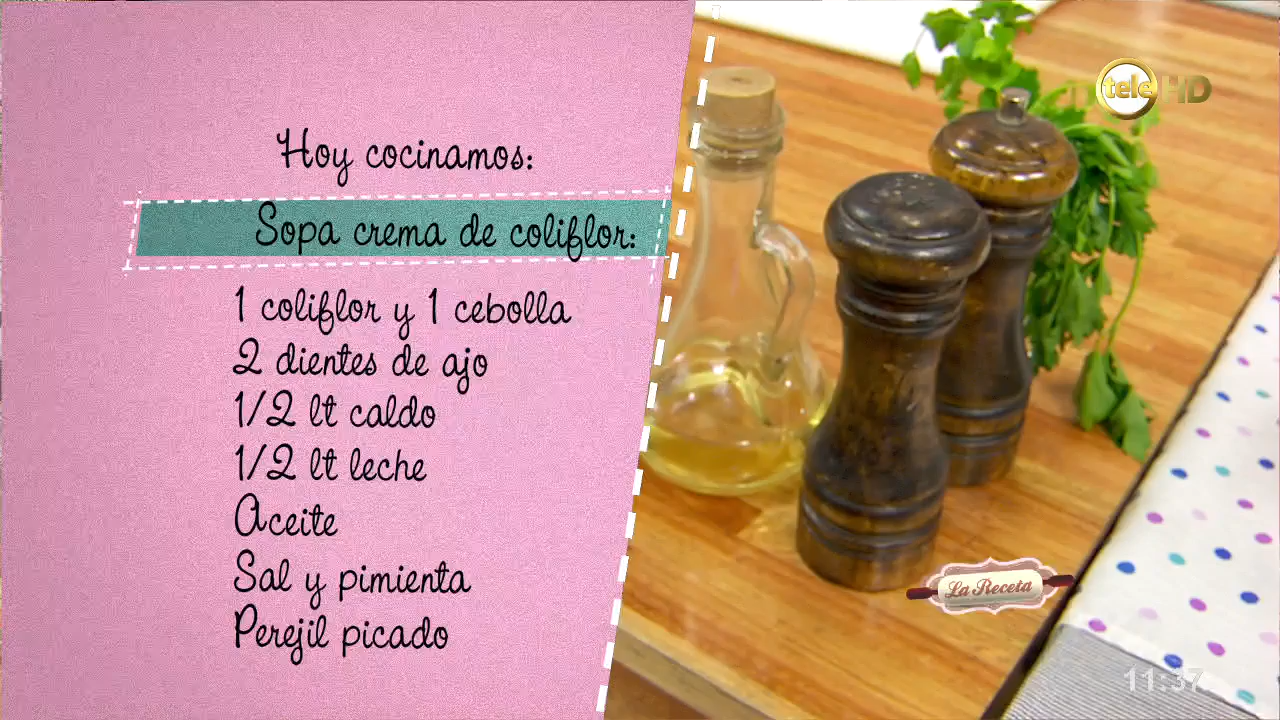 Hoy cocinamos:
Sopa crema de coliflor:
1 coliflor y 1 cebolla
2 dientes de ajo
1/2 lt caldo
1/2 lt leche
Aceite
Sal y pimienta
Perejil picado
tele HD
La Receta
11:37